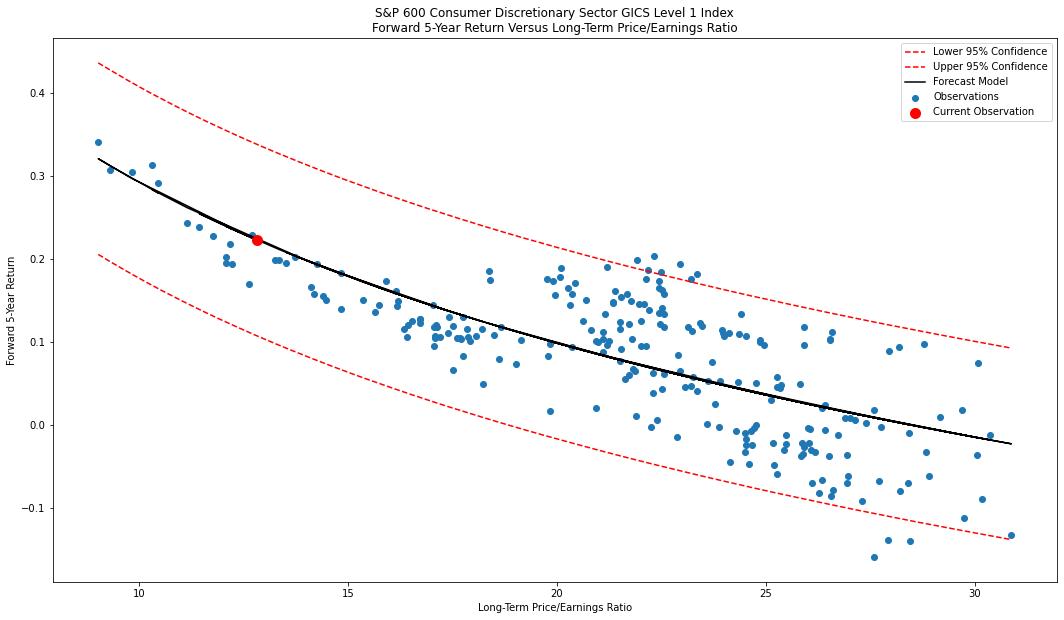 S&P 600 Consumer Discretionary Sector GICS Level 1 Index
Forward 5-Year Return Versus Long-Term Price/Earnings Ratio
Lower 95% Confidence
Upper 95% Confidence
Forecast Model
Observations
Current Observation
Forward 5-Year Return
0.4
0.3
0.2
0.1
0.0
−0.1
10
15
20
25
30
Long-Term Price/Earnings Ratio